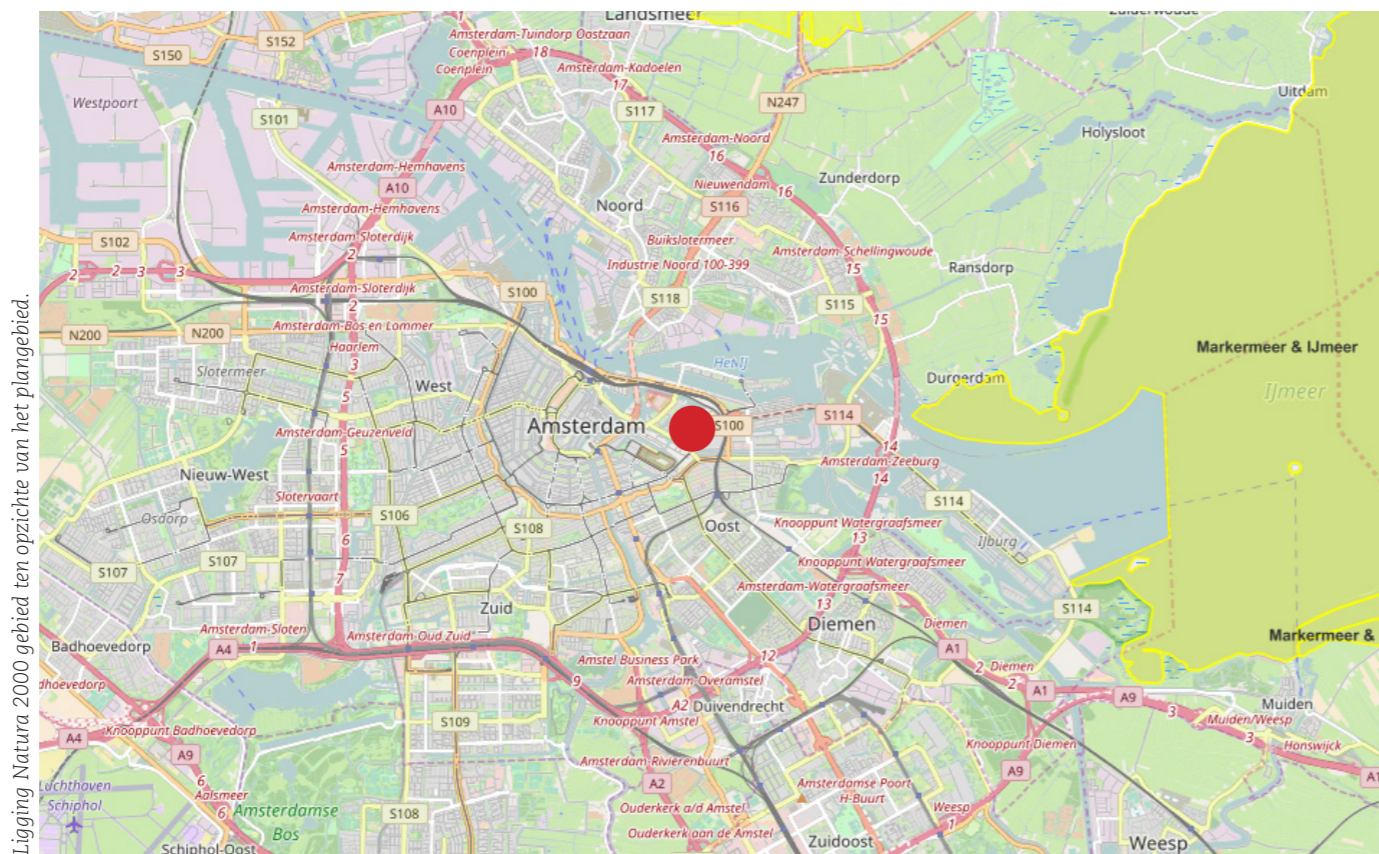 Landsmeer
Zuiderwoude
S152
S150
1
Amsterdam-Tuindorp Oostzaan
Coenplein
Coenplein
18
Amsterdam-Kadoelen
17
Westpoort
S101
A10
S117
N247
Uitdam
Holysloot
Amsterdam-Noord
16
Amsterdam-Hemhavens
A10
Nieuwendam
16
Zunderdorp
Amsterdam-Hemhavens
Noord
S116
S102
Amsterdam Sloterdijk
2
Buikslotermeer
Amsterdam-Schellingwoude
Industrie Noord 100-399
15
Ransdorp
2
3
3
Amsterdam-Sloterdijk
2
S100
S118
S115
15
N200
N200
Amsterdam-Bos en Lommer
Haarlem
3
Slotermeer
West
HetIJ
Durgerdam
Markermeer & IJmeer
IJmeer
5
Amsterdam
S100
S114
Amsterdam-Geuzenveld
5
14
Amsterdam-Zeeburg
14
Nieuw-West
Slotervaart
S114
Osdorp
S106
6
S108
Oost
Knooppunt Watergraafsmeer
13
IJburg
S107
S107
7
Knooppunt Watergraafsmeer
Amsterdam-Watergraafsmeer
13
Zuid
Diemen
S114
Amsterdam-Sloten
Diemen
Badhoevedorp
A4
1
Amsterdam-Oud Zuid
A1
Markermeer &
Amstel Business Park
12
2
Diemen
9
Amsterdam-Overamstel
2
A1
A9
dhoevedorp
A2
Duivendrecht
Muiden
S109
Knooppunt Amstel
3
Muiden/Weesp
A4
Knooppunt Badhoevedorp
Knooppunt Diemen
3
Honswijck
A9
Amsterdam-Rivierenbuurt
A9
A1
6
Aalsmeer
6
A2
Amsterdamse Poort
H-Buurt
Luchthaven
Schiphol
Amsterdamse
Bos
S108
Ouderkerk a/d Amstel
Weesp
1
Ouderkerk aan de Amstel
Schiphol-Oost
Zuidoost
Weesp
Ligging Natura 2000 gebied ten opzichte van het plangebied.